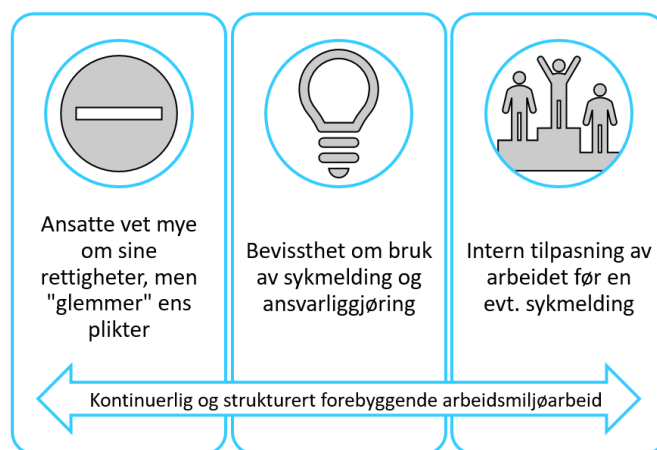 Ansatte vet mye
om sine
rettigheter, men
"glemmer" ens
plikter
Bevissthet om bruk
av sykmelding og
ansvarliggjøring
Intern tilpasning av
arbeidet før en
evt. sykmelding
Kontinuerlig og strukturert forebyggende arbeidsmiljøarbeid